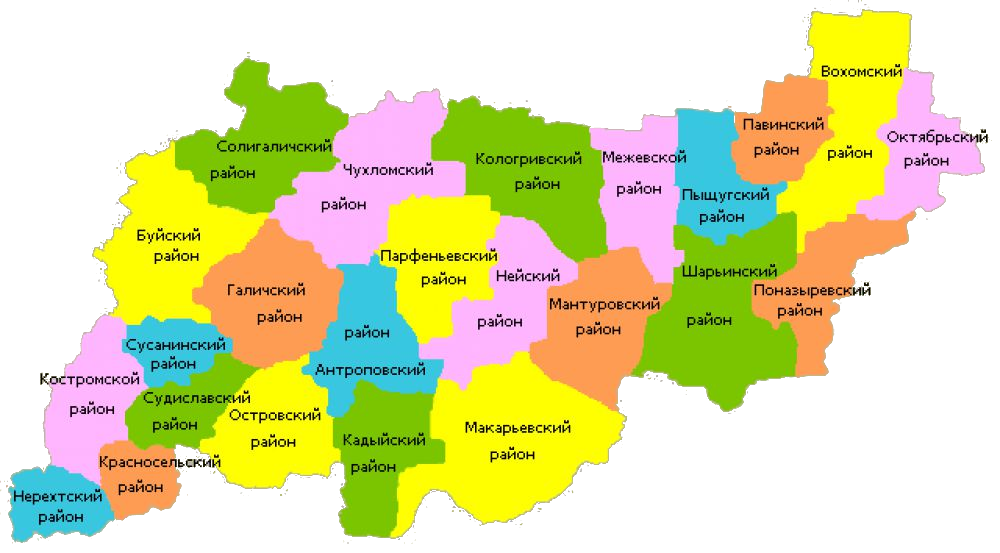 Вохомский
район
Павинский
район
Октябрьский
район
Солигаличский
район
Чухломский
район
Кологривский
район
Межевской
район
Пыщугский
район
Буйский
район
Парфеньевский
район
Нейский
район
Шарьинский
район
Галичский
район
Мантуровский
район
Поназыревский
район
район
Антроповский
Сусанинский
район
Костромской
район
Судиславский
район
Островский
район
Кадыйский
район
Макарьевский
район
Красносельский
район
Нерехтский
район